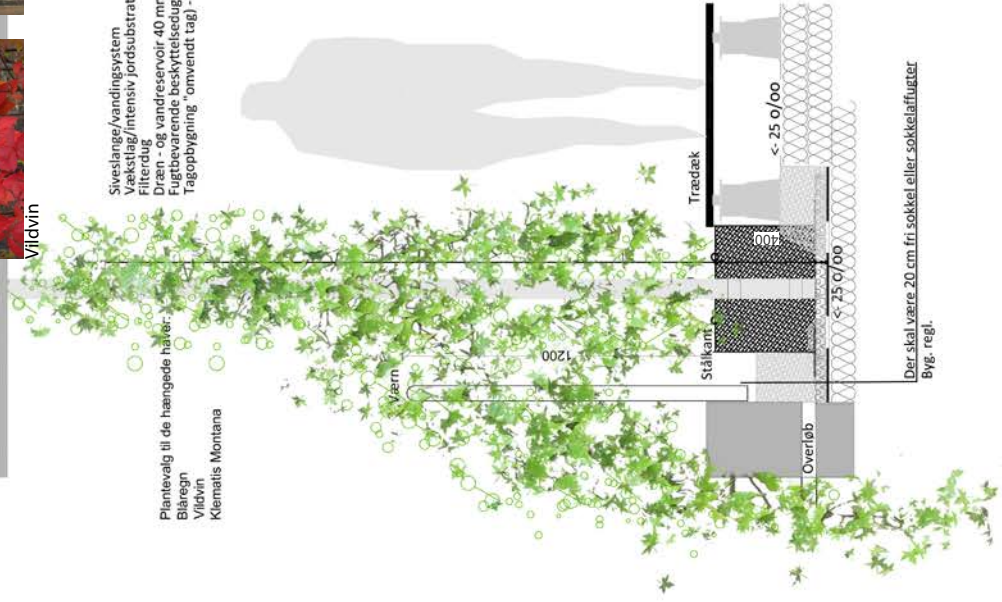 Vildvin
Siveslange/vandingsystem
Vækstlag/intensiv jordsubstrat
Filterdug
Dræn - og vandreservoir 40 mm
Fugtbevarende beskyttelsesdug
Tagopbygning "omvendt tag) -
Plantevalg til de hængede haver:
Blåregn
Vildvin
Klematis Montana
Værn
1200
Stålkant
Trædæk
400
<- 25 o/oo
<- 25 o/oo
Overløb
Der skal være 20 cm fri sokkel eller sokkelaffugter
Byg. regl.